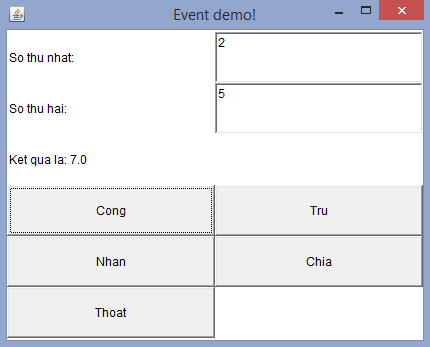 Event demo!
So thu nhat:
2
So thu hai:
5
Ket qua la: 7.0
Cong
Tru
Nhan
Chia
Thoat